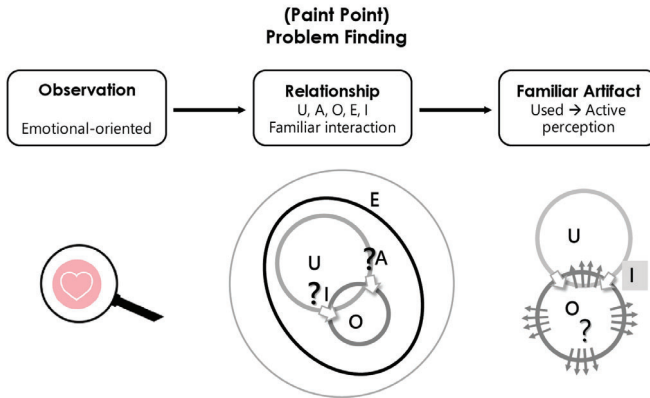 (Paint Point)
Problem Finding
Observation
Emotional-oriented
Relationship
U, A, O, E, I
Familiar interaction
Familiar Artifact
Used → Active
perception
E
U
?
A
?
I
O
U
I
O
?